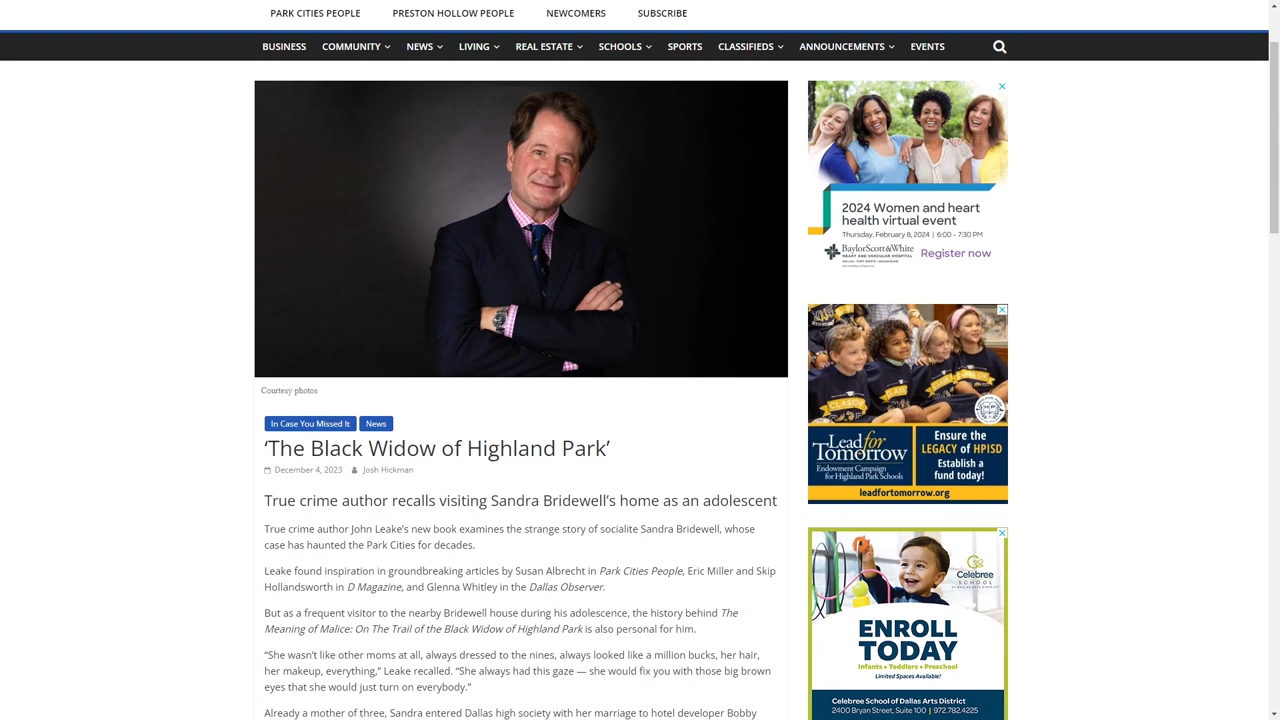 PARK CITIES PEOPLE PRESTON HOLLOW PEOPLE NEWCOMERS SUBSCRIBE
BUSINESS COMMUNITY NEWS LIVING REAL ESTATE SCHOOLS SPORTS CLASSIFIEDS ANNOUNCEMENTS EVENTS
Courtesy photos
In Case You Missed It News
‘The Black Widow of Highland Park’
December 4, 2023 Josh Hickman
True crime author recalls visiting Sandra Bridewell’s home as an adolescent
True crime author John Leake’s new book examines the strange story of socialite Sandra Bridewell, whose
case has haunted the Park Cities for decades.
Leake found inspiration in groundbreaking articles by Susan Albrecht in Park Cities People, Eric Miller and Skip
Hollandsworth in D Magazine, and Glenna Whitley in the Dallas Observer.
But as a frequent visitor to the nearby Bridewell house during his adolescence, the history behind The
Meaning of Malice: On The Trail of the Black Widow of Highland Park is also personal for him.
“She wasn’t like other moms at all, always dressed to the nines, always looked like a million bucks, her hair,
her makeup, everything,” Leake recalled. “She always had this gaze — she would fix you with those big brown
eyes that she would just turn on everybody.”
Already a mother of three, Sandra entered Dallas high society with her marriage to hotel developer Bobby
2024 Women and heart
health virtual event
Thursday, February 8, 2024 | 6:00 – 7:30 PM
BaylorScott&White
HEART AND VASCULAR HOSPITAL
Register now
CLASS OF
Lead for
Tomorrow
Endowment Campaign
for Highland Park Schools
Ensure the
LEGACY of HPISD
Establish a
fund today!
leadfortomorrow.org
Celebree
SCHOOL
ENROLL
TODAY
Infants • Toddlers • Preschool
Limited Spaces Available!
Celebree School of Dallas Arts District
2400 Bryan Street, Suite 100 | 972.782.4225